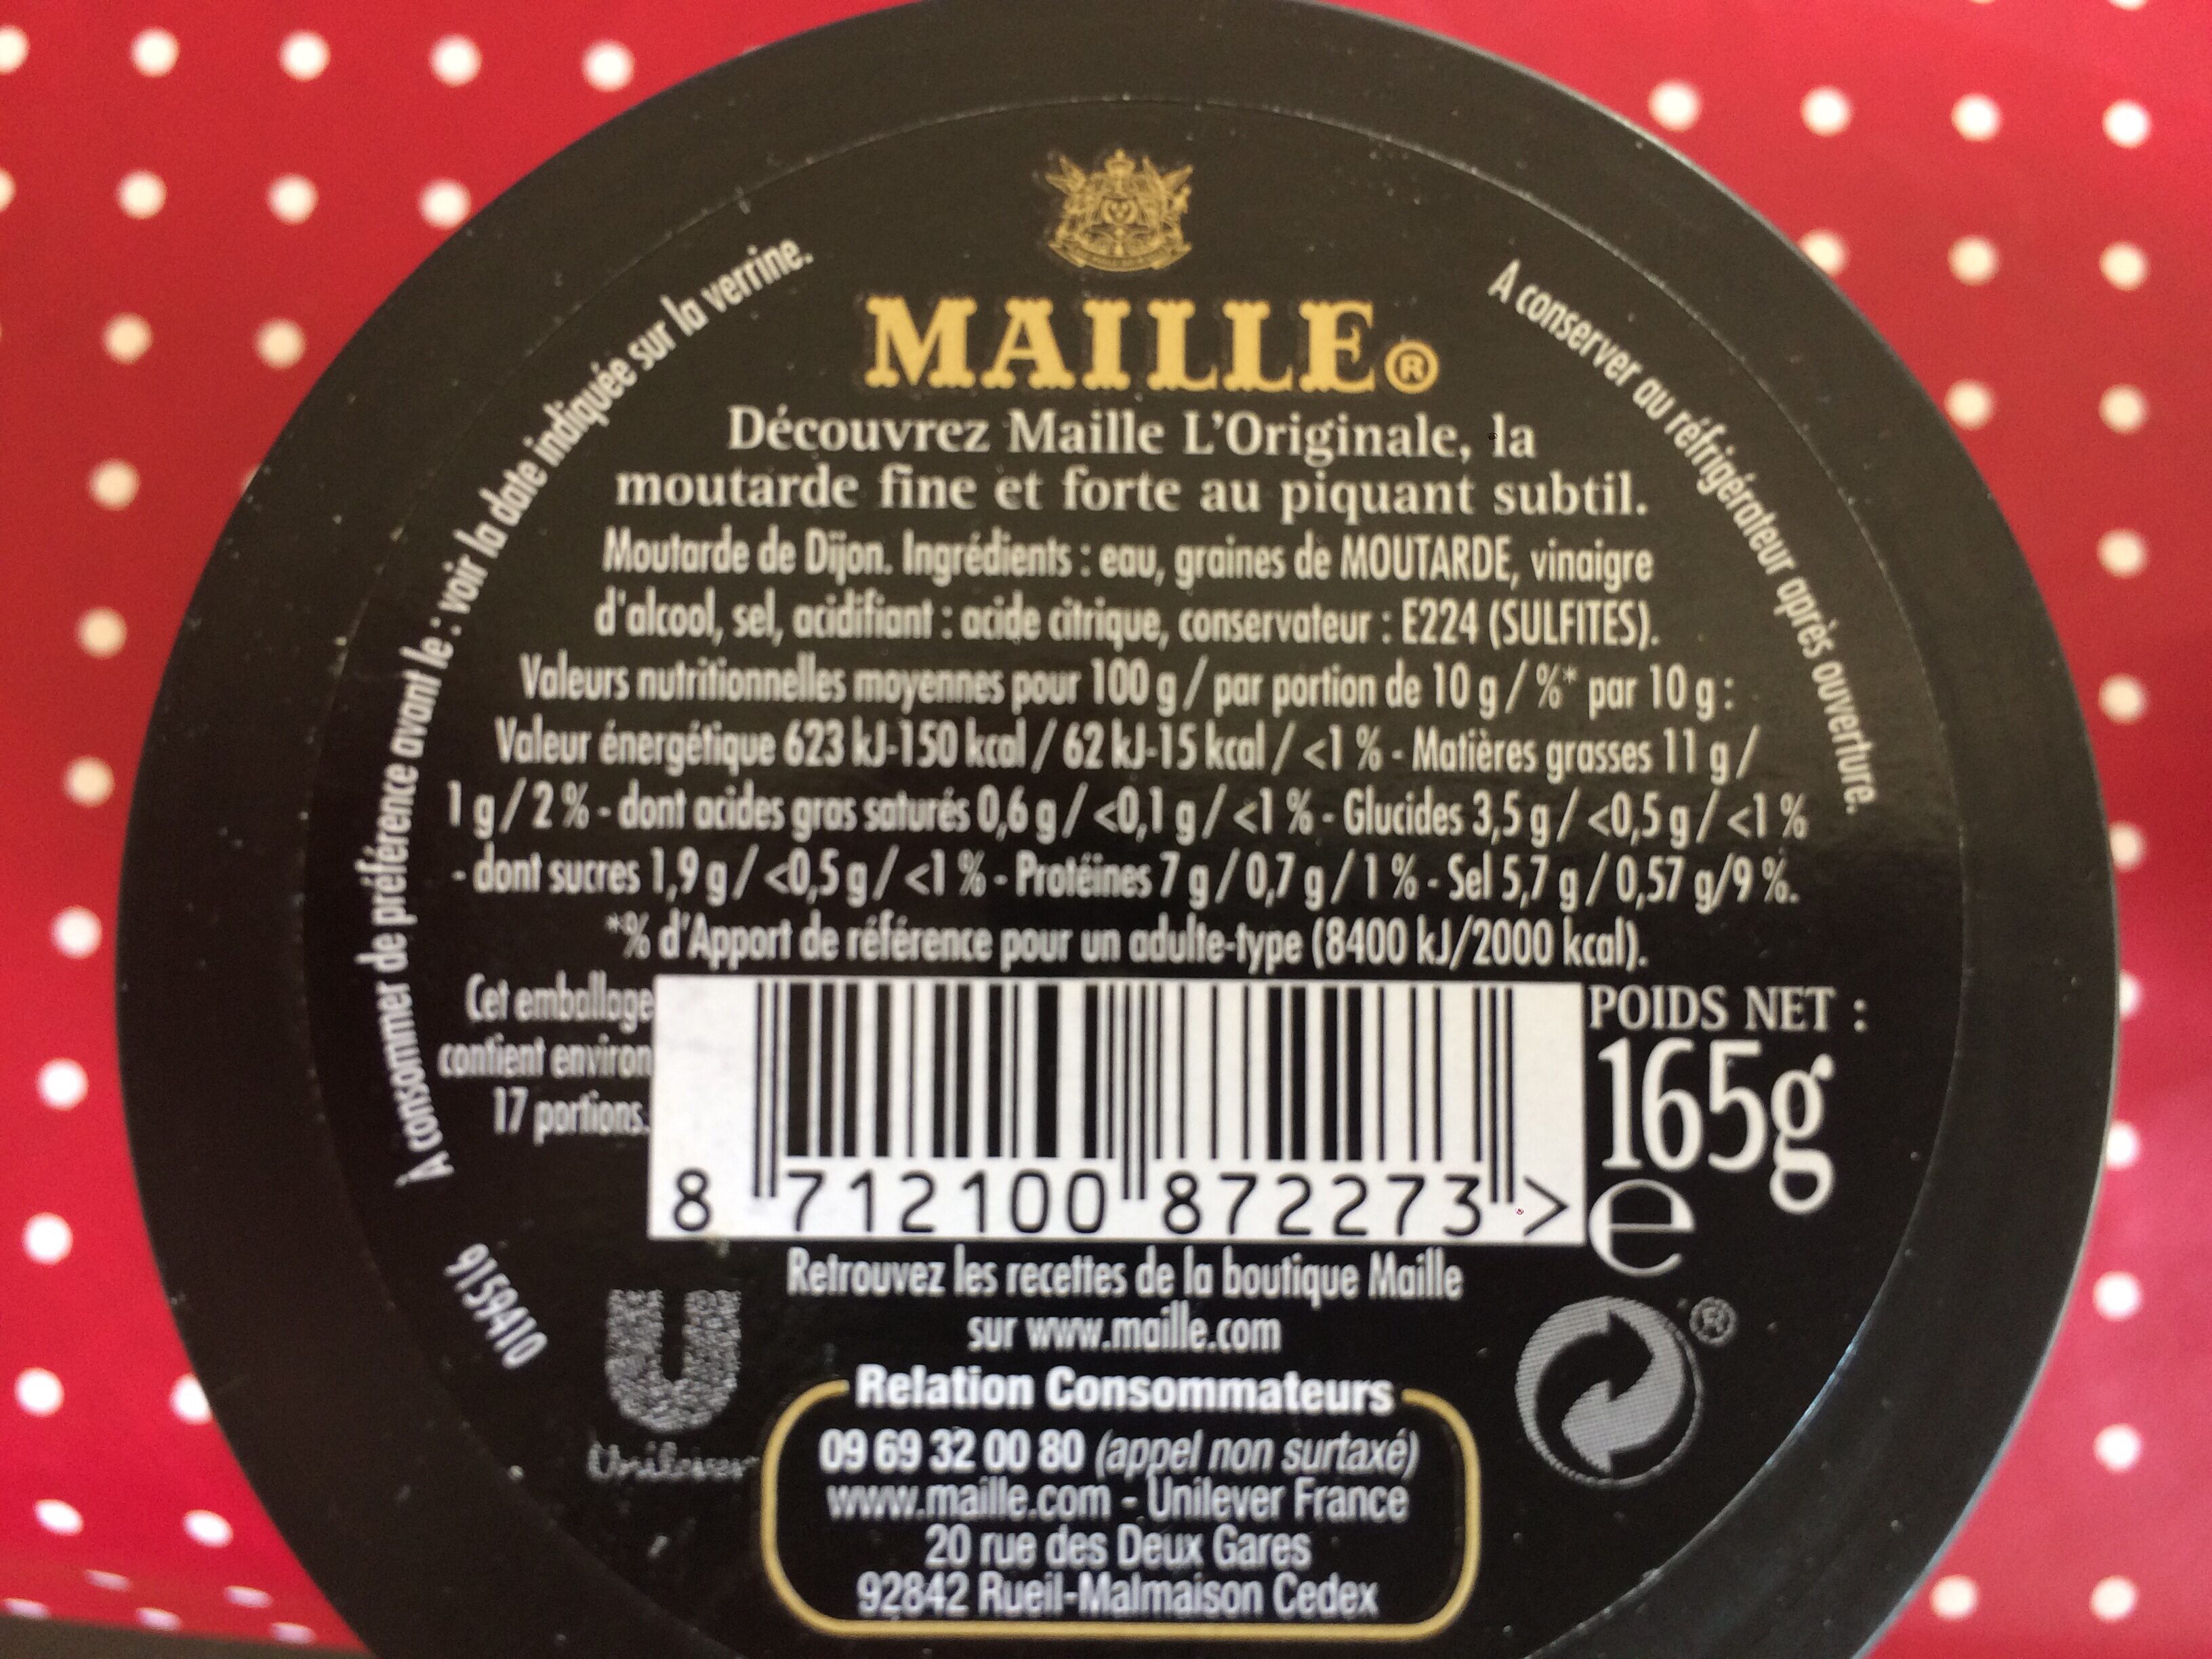 MAILLE®
Découvrez Maille L'Originale, la
moutarde fine et forte au piquant subtil.
Moutarde de Dijon. Ingrédients : eau, graines de MOUTARDE, vinaigre
d'alcool, sel, acidifiant : acide citrique, conservateur : E224 (SULFITES).
Valeurs nutritionnelles moyennes pour 100 g / par portion de 10 g / %* par 10 g :
Valeur énergétique 623 kJ-150 kcal / 62 kJ-15 kcal / <1 % - Matières grasses 11 g /
1 g / 2 % - dont acides gras saturés 0,6 g / <0,1 g / <1 % - Glucides 3,5 g / <0,5 g / <1 %
- dont sucres 1,9 g / <0,5 g / <1 % - Protéines 7 g / 0,7 g / 1 % - Sel 5,7 g / 0,57 g/9 %.
*% d'Apport de référence pour un adulte-type (8400 kJ/2000 kcal).
A consommer de préférence avant le : voir la date indiquée sur la verrine.
A conserver au réfrigérateur après ouverture.
Cet emballage
contient environ
17 portions.
8 712100 872273 >
POIDS NET :
165g
e
Retrouvez les recettes de la boutique Maille
sur www.maille.com
Unilever
®
Relation Consommateurs
09 69 32 00 80 (appel non surtaxé)
www.maille.com - Unilever France
20 rue des Deux Gares
92842 Rueil-Malmaison Cedex